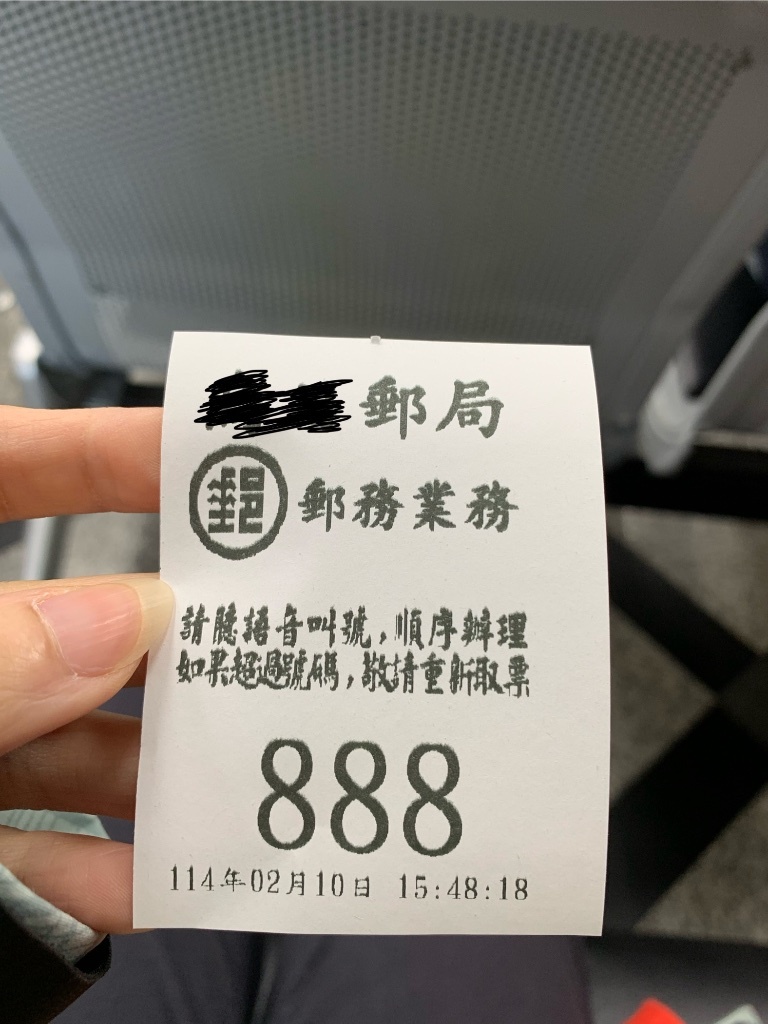 郵局
郵 郵務業務
請聽語音叫號，順序辦理
如果超過號碼，敬請重新取票
888
114年02月10日 15:48:18